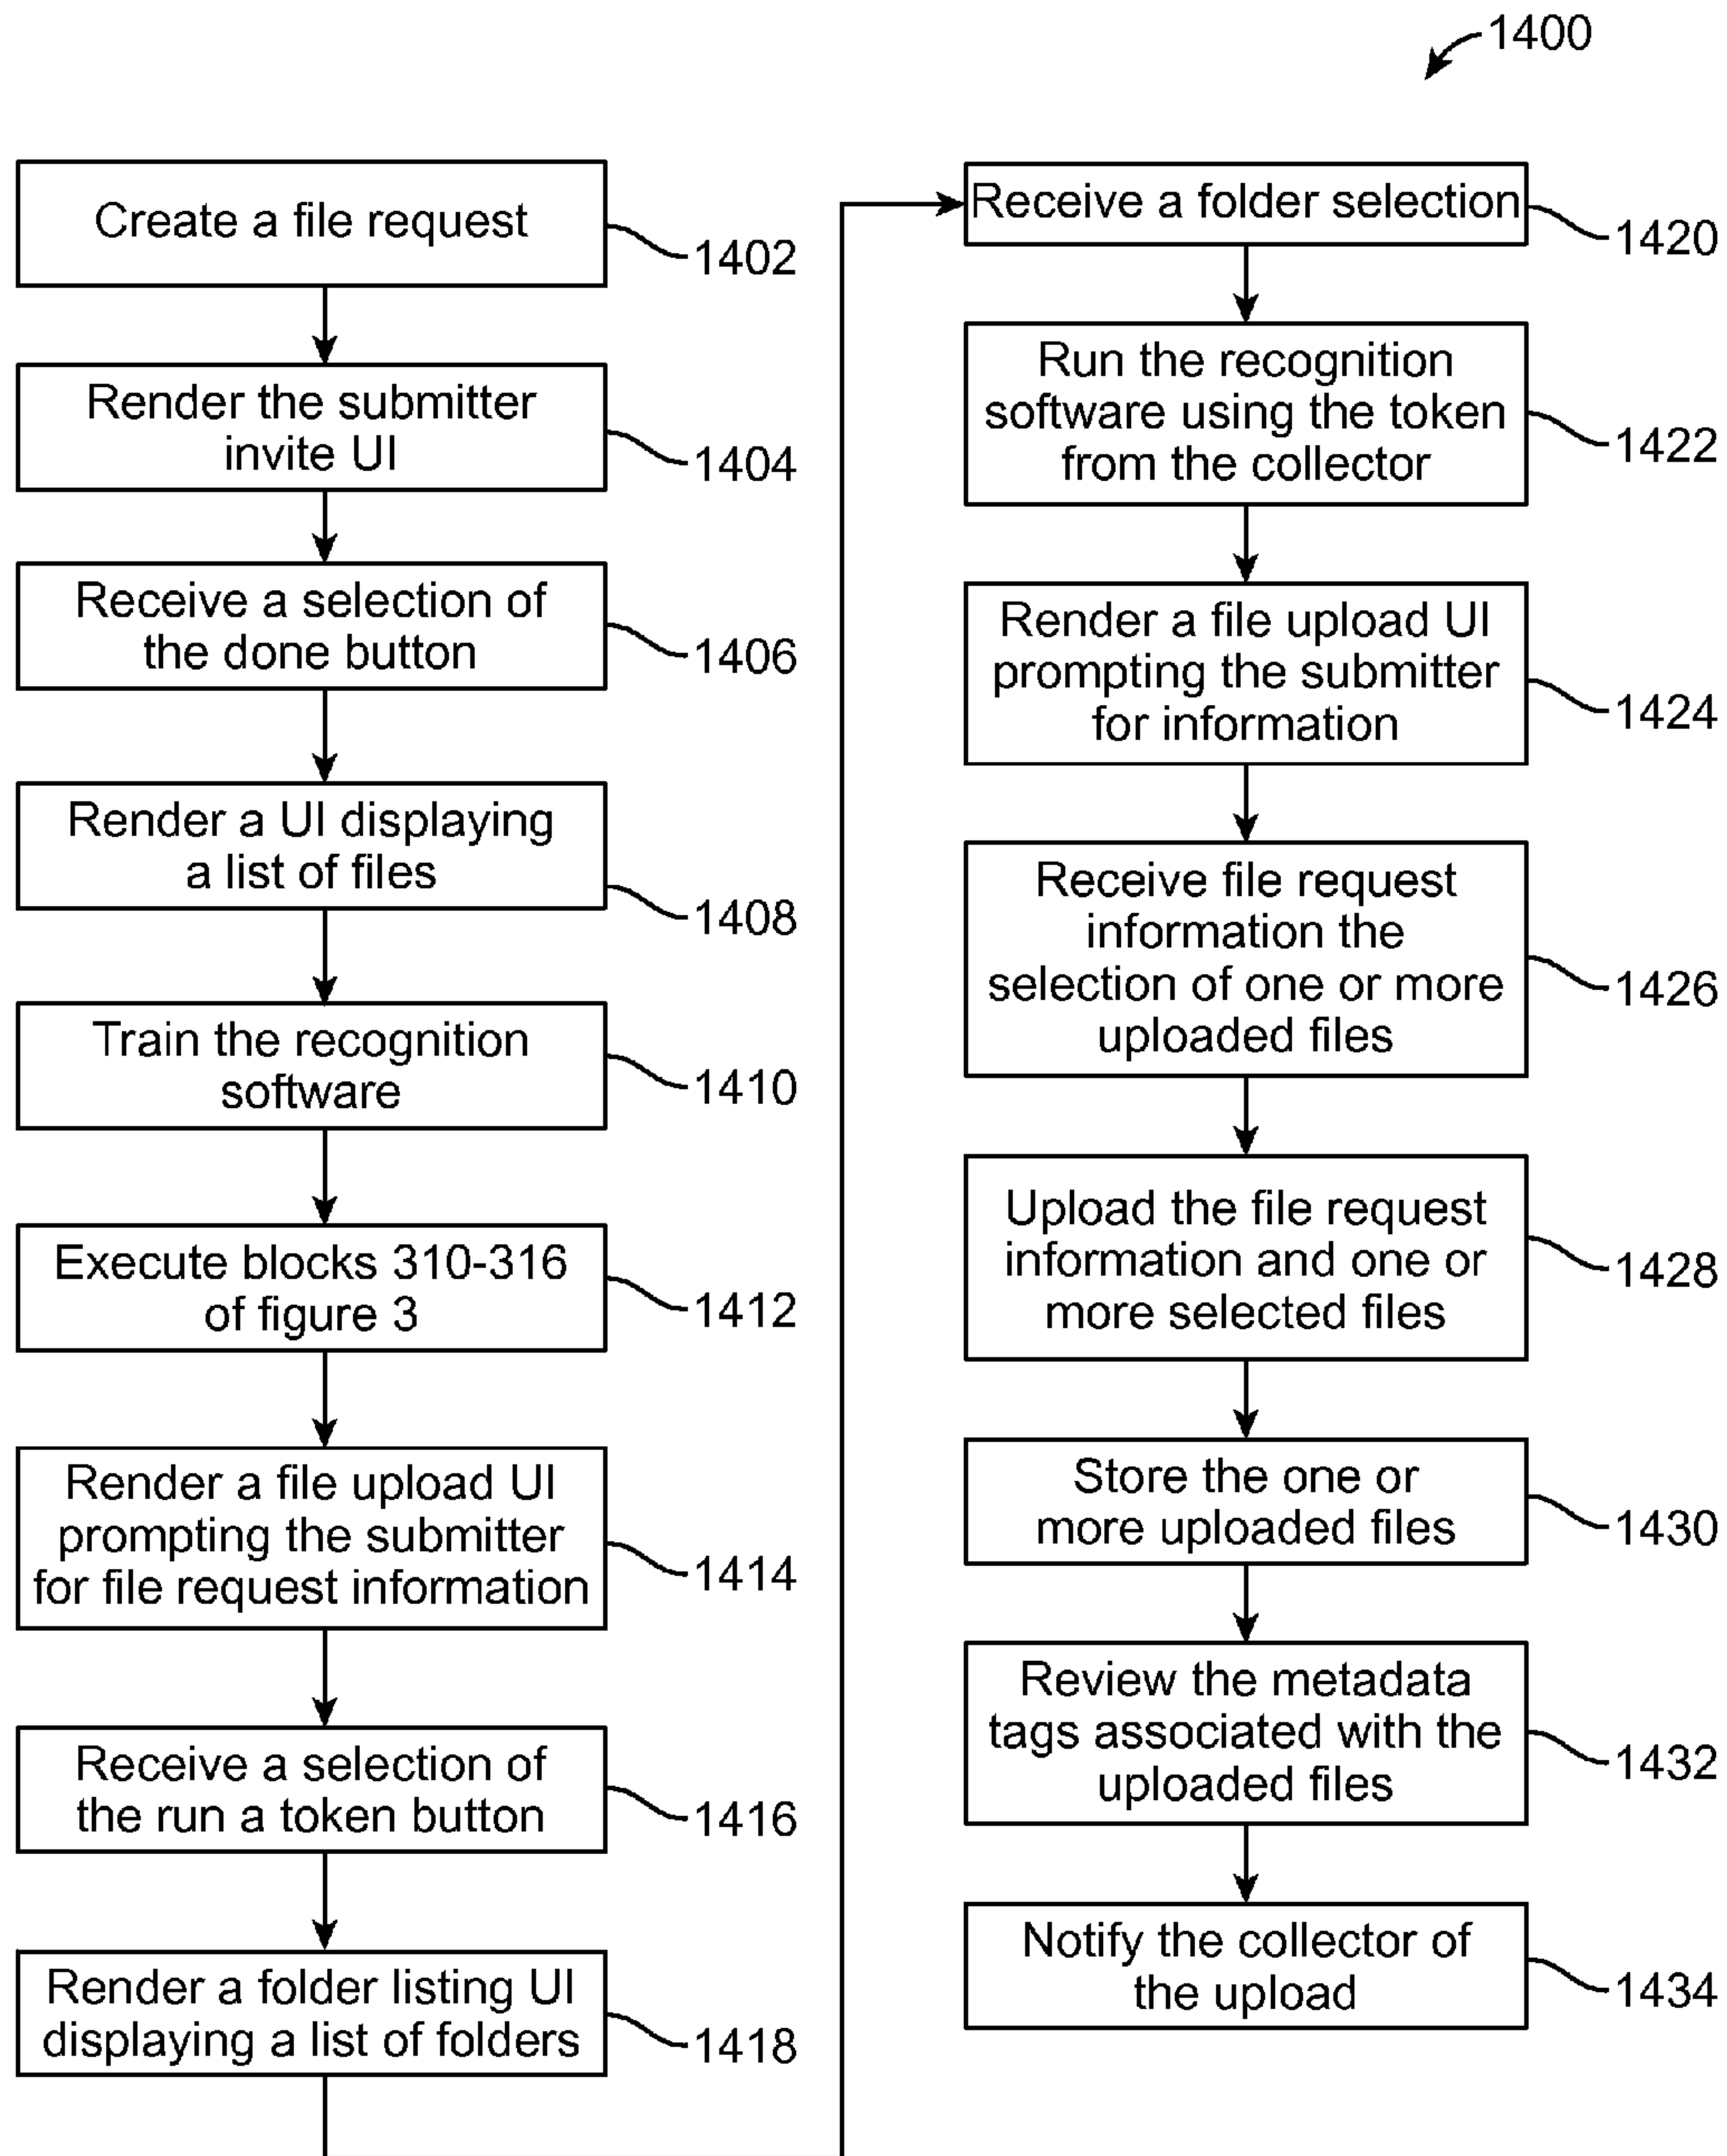 1400
Create a file request
1402
Render the submitter
invite UI
1404
Receive a selection of
the done button
1406
Render a UI displaying
a list of files
1408
Train the recognition
software
1410
Execute blocks 310-316
of figure 3
1412
Render a file upload UI
prompting the submitter
for file request information
1414
Receive a selection of
the run a token button
1416
Render a folder listing UI
displaying a list of folders
1418
Receive a folder selection
1420
Run the recognition
software using the token
from the collector
1422
Render a file upload UI
prompting the submitter
for information
1424
Receive file request
information the
selection of one or more
uploaded files
1426
Upload the file request
information and one or
more selected files
1428
Store the one or
more uploaded files
1430
Review the metadata
tags associated with the
uploaded files
1432
Notify the collector of
the upload
1434